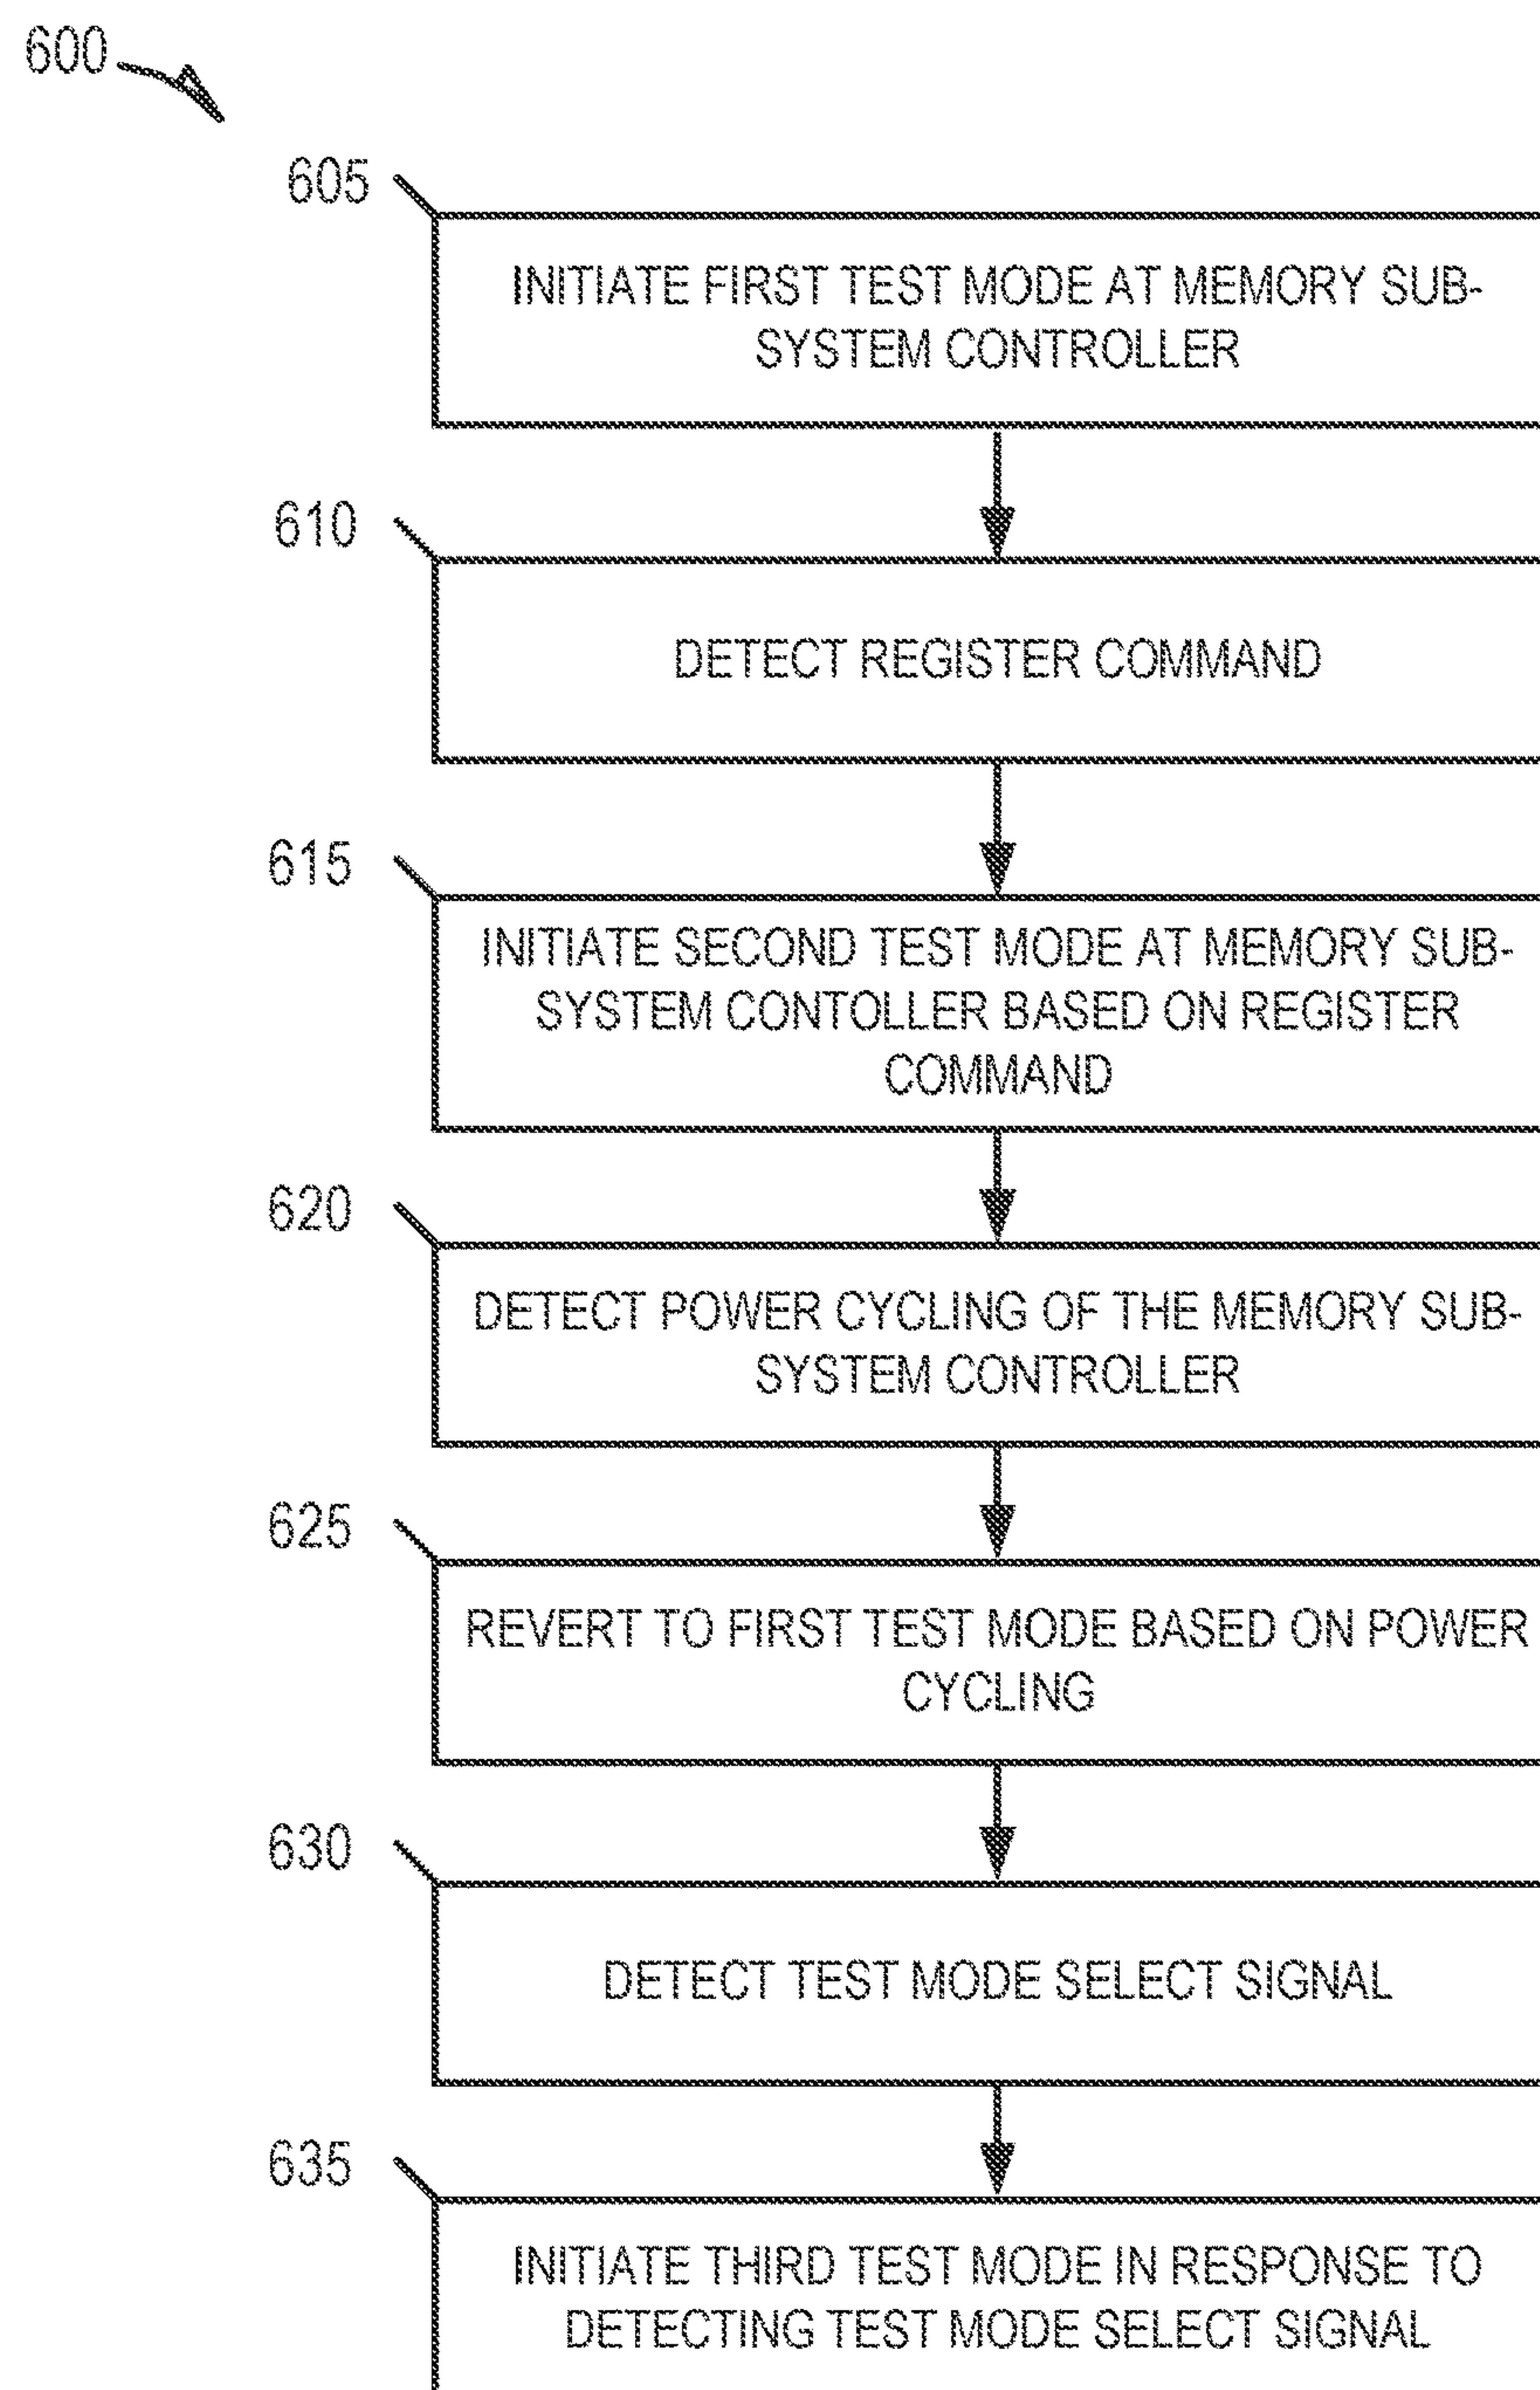 600
605
INITIATE FIRST TEST MODE AT MEMORY SUB-
SYSTEM CONTROLLER
610
DETECT REGISTER COMMAND
615
INITIATE SECOND TEST MODE AT MEMORY SUB-
SYSTEM CONTOLLER BASED ON REGISTER
COMMAND
620
DETECT POWER CYCLING OF THE MEMORY SUB-
SYSTEM CONTROLLER
625
REVERT TO FIRST TEST MODE BASED ON POWER
CYCLING
630
DETECT TEST MODE SELECT SIGNAL
635
INITIATE THIRD TEST MODE IN RESPONSE TO
DETECTING TEST MODE SELECT SIGNAL